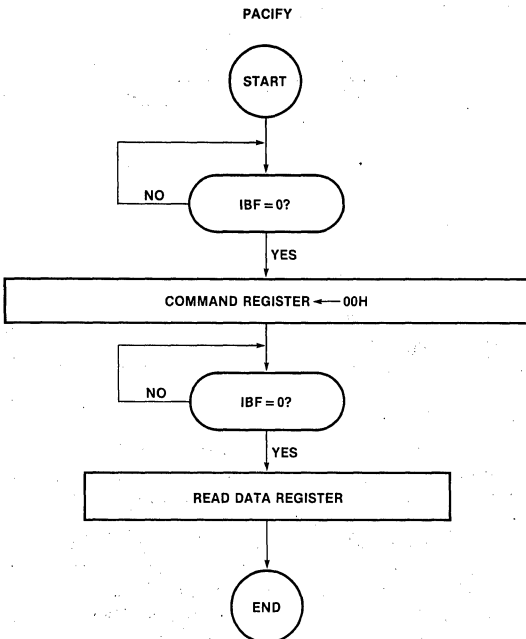 PACIFY
START
NO
IBF = 0?
YES
COMMAND REGISTER ← 00H
NO
IBF = 0?
YES
READ DATA REGISTER
END